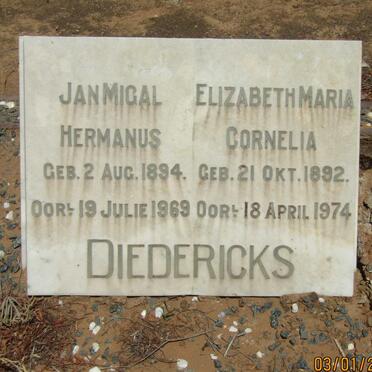 JAN MIGAL
HERMANUS
GEB. 2 AUG. 1894.
OORL. 19 JULIE 1969
ELIZABETH MARIA
CORNELIA
GEB. 21 OKT. 1892.
OORL. 18 APRIL 1974
DIEDERICKS
03/01/2